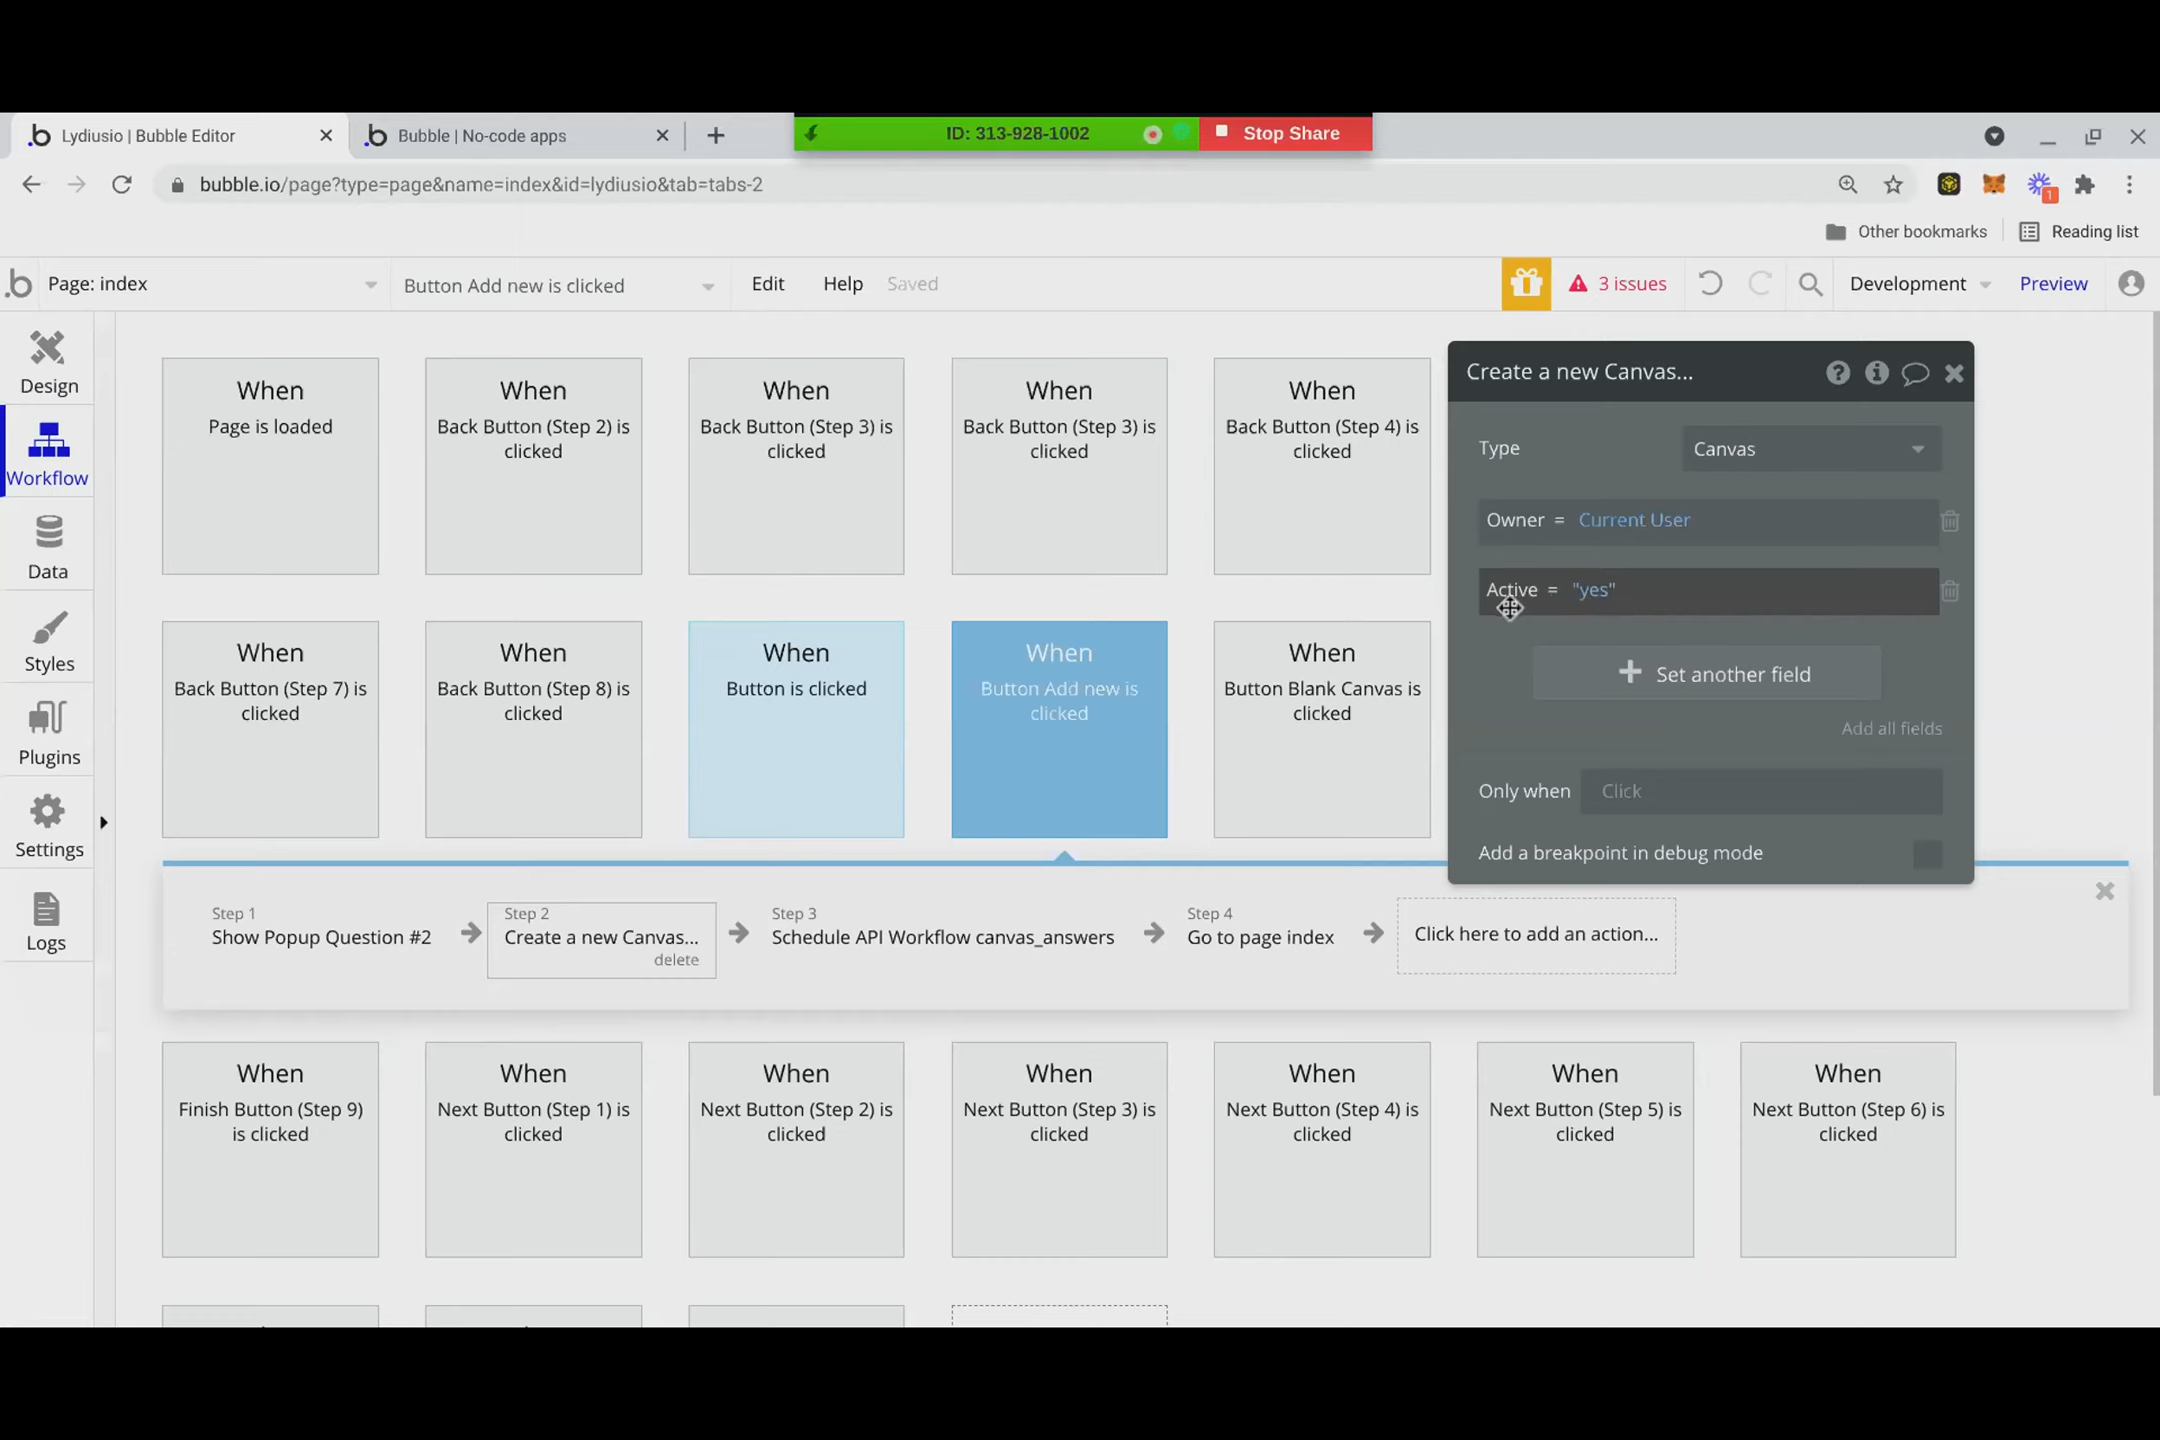 Lydiusio | Bubble Editor
Bubble | No-code apps
ID: 313-928-1002
Stop Share
bubble.io/page?type=page&name=index&id=lydiusio&tab=tabs-2
1
Other bookmarks
Reading list
Page: index
Button Add new is clicked
Edit
Help
Saved
3 issues
Development
Preview
Design
Workflow
Data
Styles
Plugins
Settings
Logs
When
Page is loaded
When
Back Button (Step 2) is
clicked
When
Back Button (Step 3) is
clicked
When
Back Button (Step 3) is
clicked
When
Back Button (Step 4) is
clicked
Create a new Canvas...
Type
Canvas
Owner = Current User
Active = "yes"
Set another field
Add all fields
Only when
Click
Add a breakpoint in debug mode
When
Back Button (Step 7) is
clicked
When
Back Button (Step 8) is
clicked
When
Button is clicked
When
Button Add new is
clicked
When
Button Blank Canvas is
clicked
Step 1
Show Popup Question #2
Step 2
Create a new Canvas...
delete
Step 3
Schedule API Workflow canvas_answers
Step 4
Go to page index
Click here to add an action...
When
Finish Button (Step 9)
is clicked
When
Next Button (Step 1) is
clicked
When
Next Button (Step 2) is
clicked
When
Next Button (Step 3) is
clicked
When
Next Button (Step 4) is
clicked
When
Next Button (Step 5) is
clicked
When
Next Button (Step 6) is
clicked